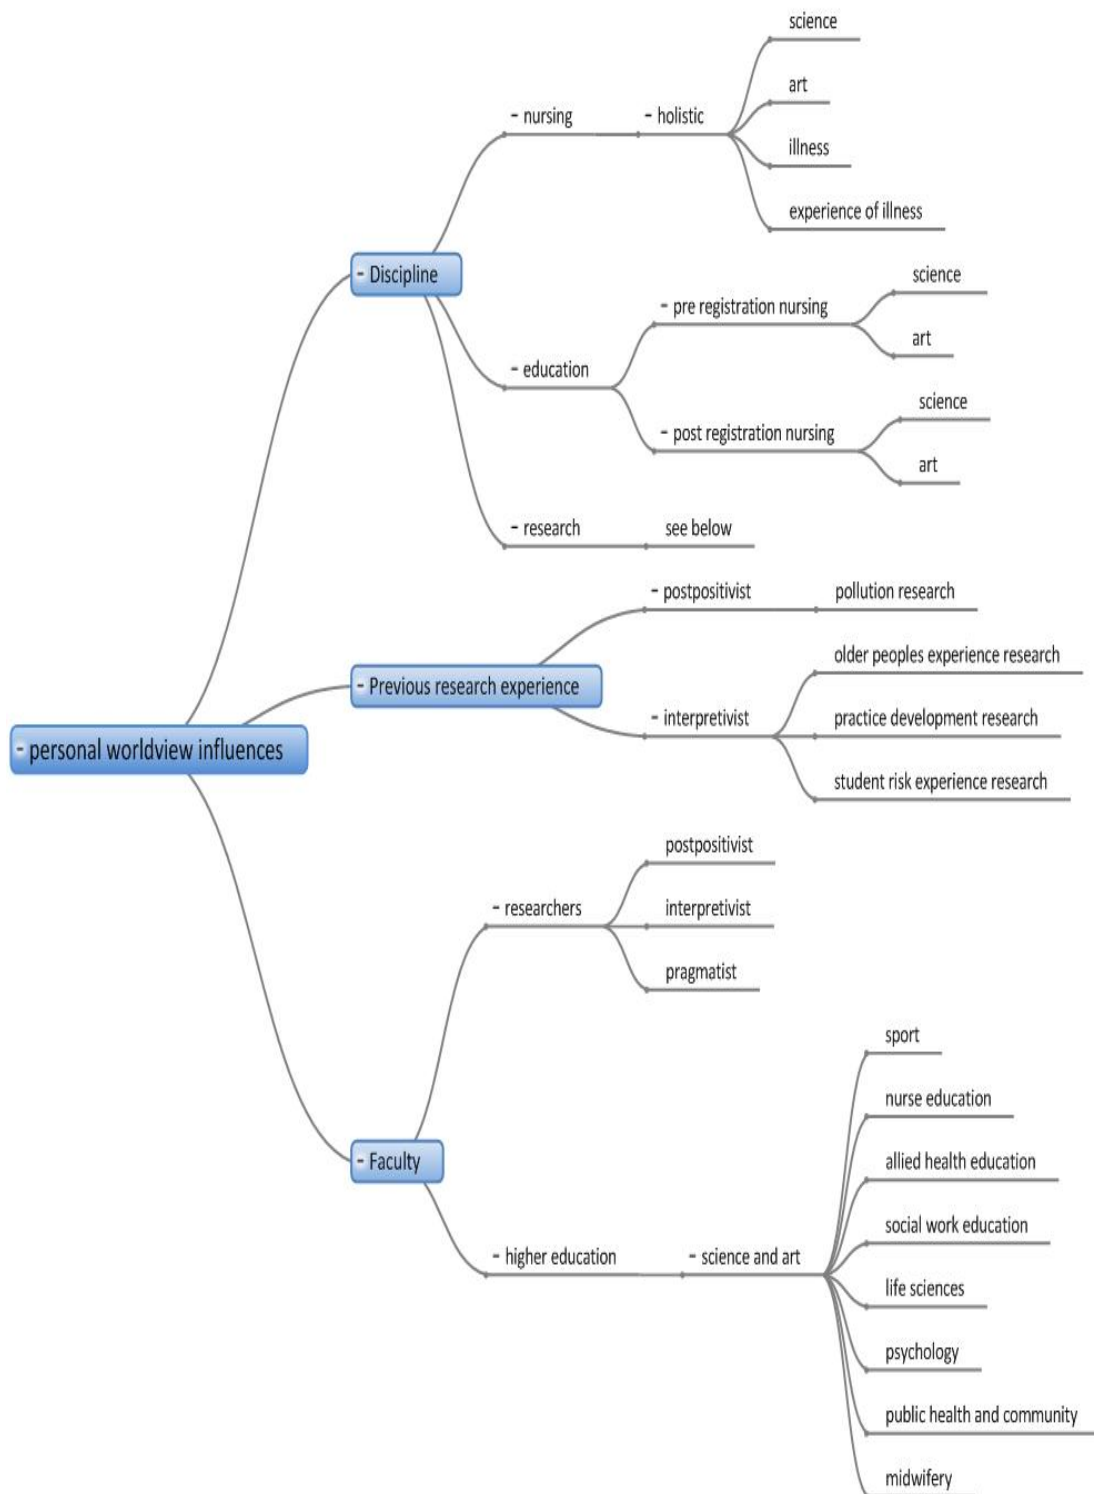 science
art
- nursing
- holistic
illness
experience of illness
- Discipline
science
- pre registration nursing
art
- education
science
- post registration nursing
art
- research
see below
- postpositivist
pollution research
older peoples experience research
- Previous research experience
- interpretivist
practice development research
student risk experience research
- personal worldview influences
postpositivist
- researchers
interpretivist
pragmatist
sport
nurse education
allied health education
- Faculty
social work education
- higher education
- science and art
life sciences
psychology
public health and community
midwifery